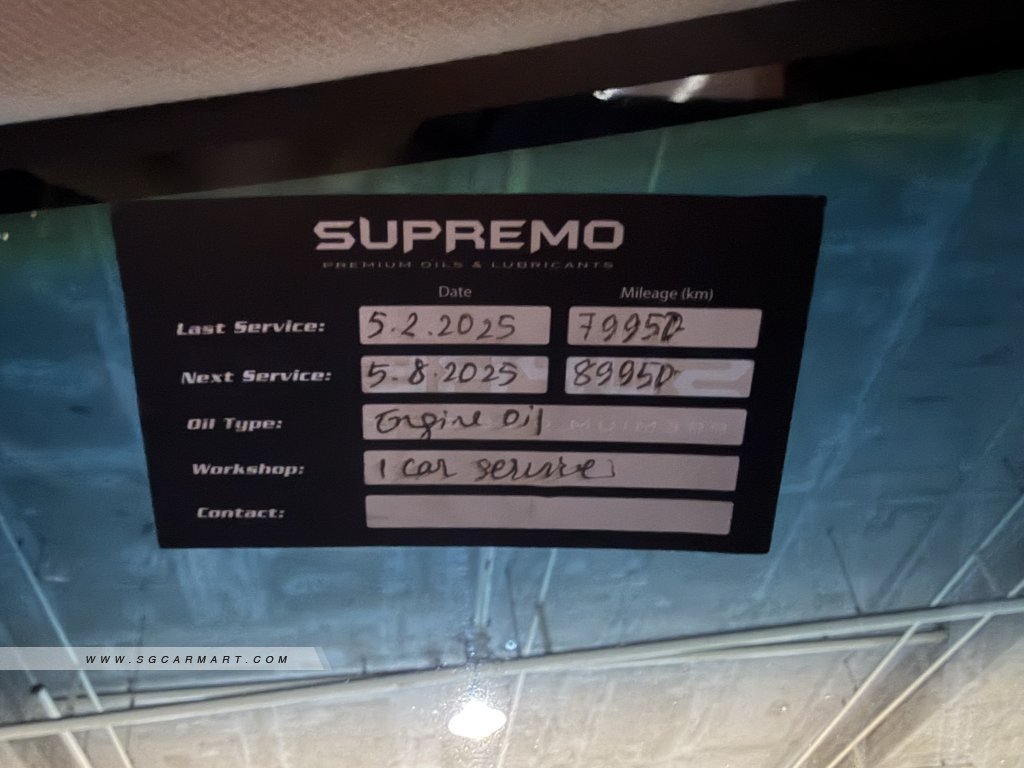 SUPREMO
PREMIUM OILS & LUBRICANTS
Date Mileage (km)
Last Service: 5.2.2025 79950
Next Service: 5.8.2025 89950
Oil Type: Engine Oil
Workshop: 1 car service
Contact:
WWW.SGCARMART.COM